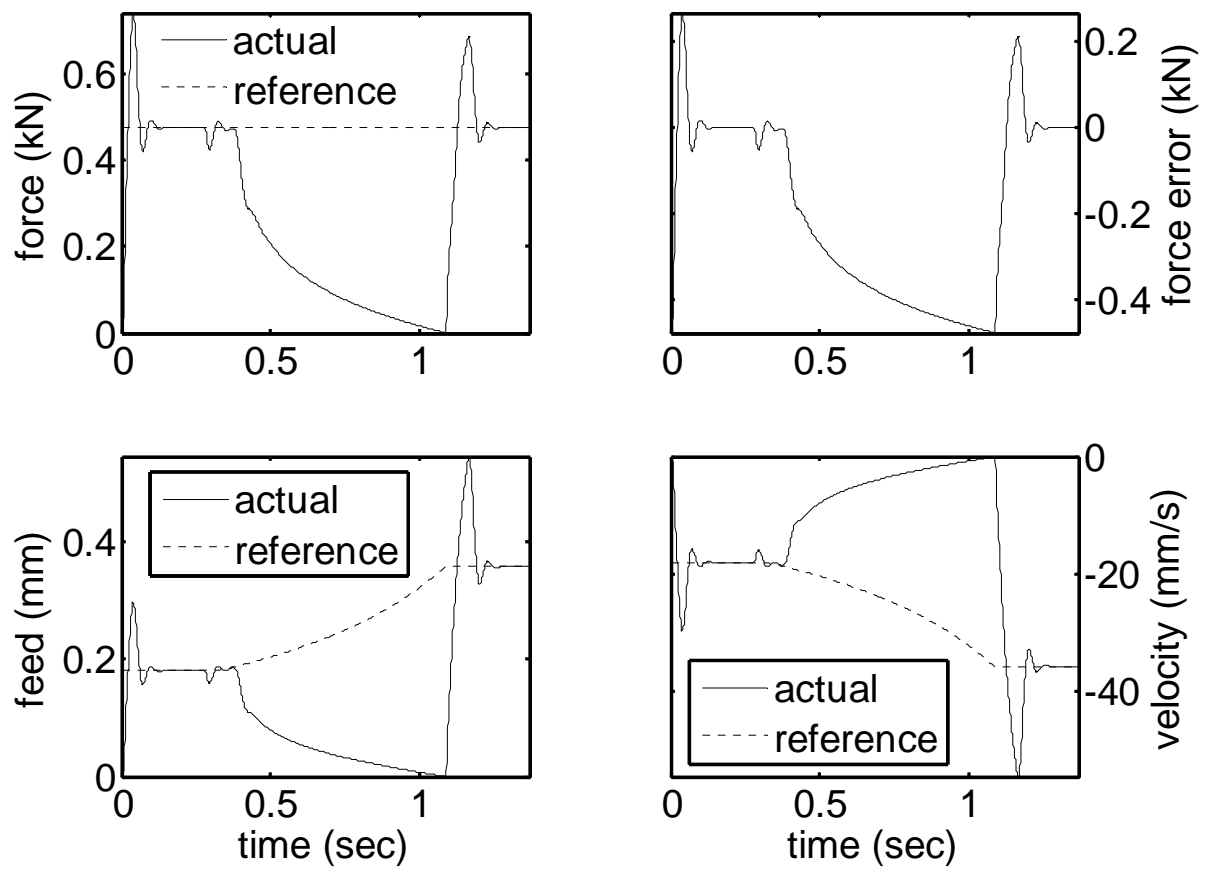 actual
reference
0.6
0.4
0.2
0
force (kN)
0
0.5
1
0.2
0
-0.2
-0.4
force error (kN)
0
0.5
1
actual
reference
0.4
0.2
0
feed (mm)
0
0.5
1
time (sec)
0
-20
-40
velocity (mm/s)
actual
reference
0
0.5
1
time (sec)